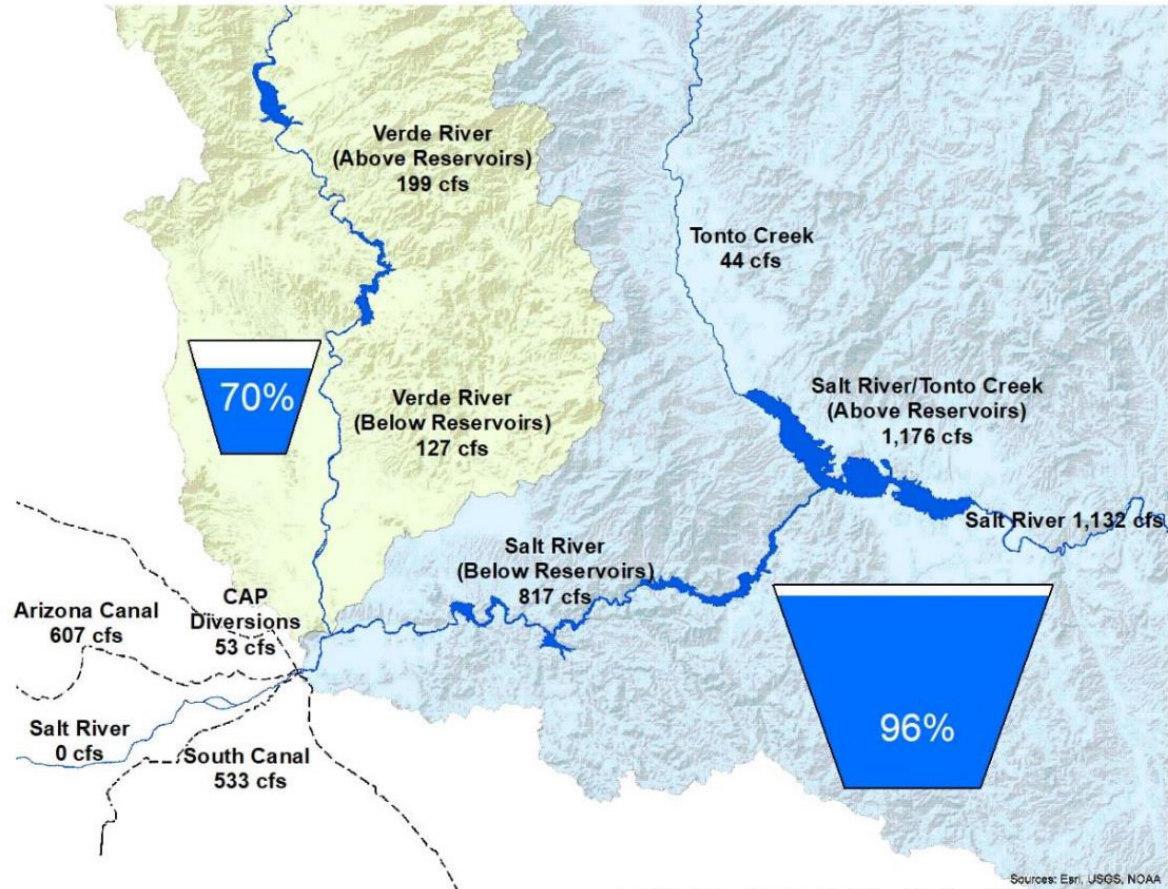 Verde River
(Above Reservoirs)
199 cfs
Tonto Creek
44 cfs
70%
Salt River/Tonto Creek
(Above Reservoirs)
1,176 cfs
Verde River
(Below Reservoirs)
127 cfs
Salt River 1,132 cfs
Salt River
(Below Reservoirs)
817 cfs
CAP
Diversions
53 cfs
Arizona Canal
607 cfs
Salt River
0 cfs
South Canal
533 cfs
96%
Sources: Esri, USGS, NOAA